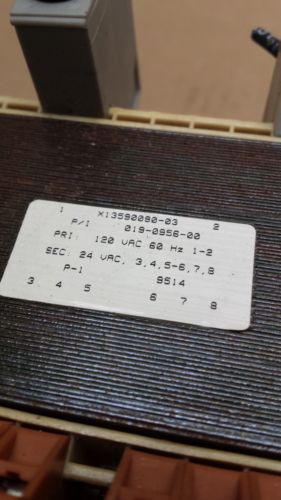 1 X13590090-03 2
P/I 019-0956-00
PRI: 120 VAC 60 Hz 1-2
SEC: 24 VAC, 3,4,5-6,7,8
P-1 9514
3 4 5 6 7 8